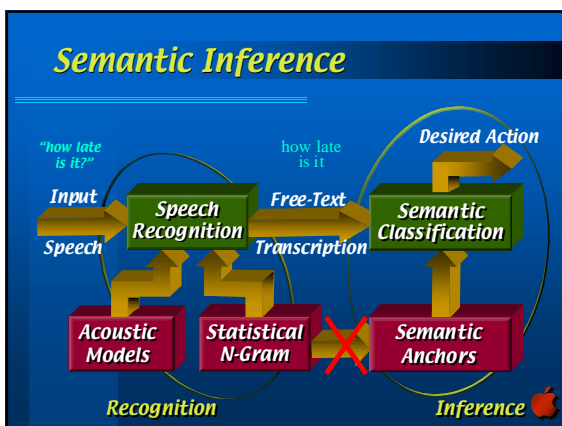 Semantic Inference
"how late
is it?"
how late
is it
Desired Action
Input
Speech
Speech
Recognition
Free-Text
Transcription
Semantic
Classification
Acoustic
Models
Statistical
N-Gram
Semantic
Anchors
Recognition
Inference